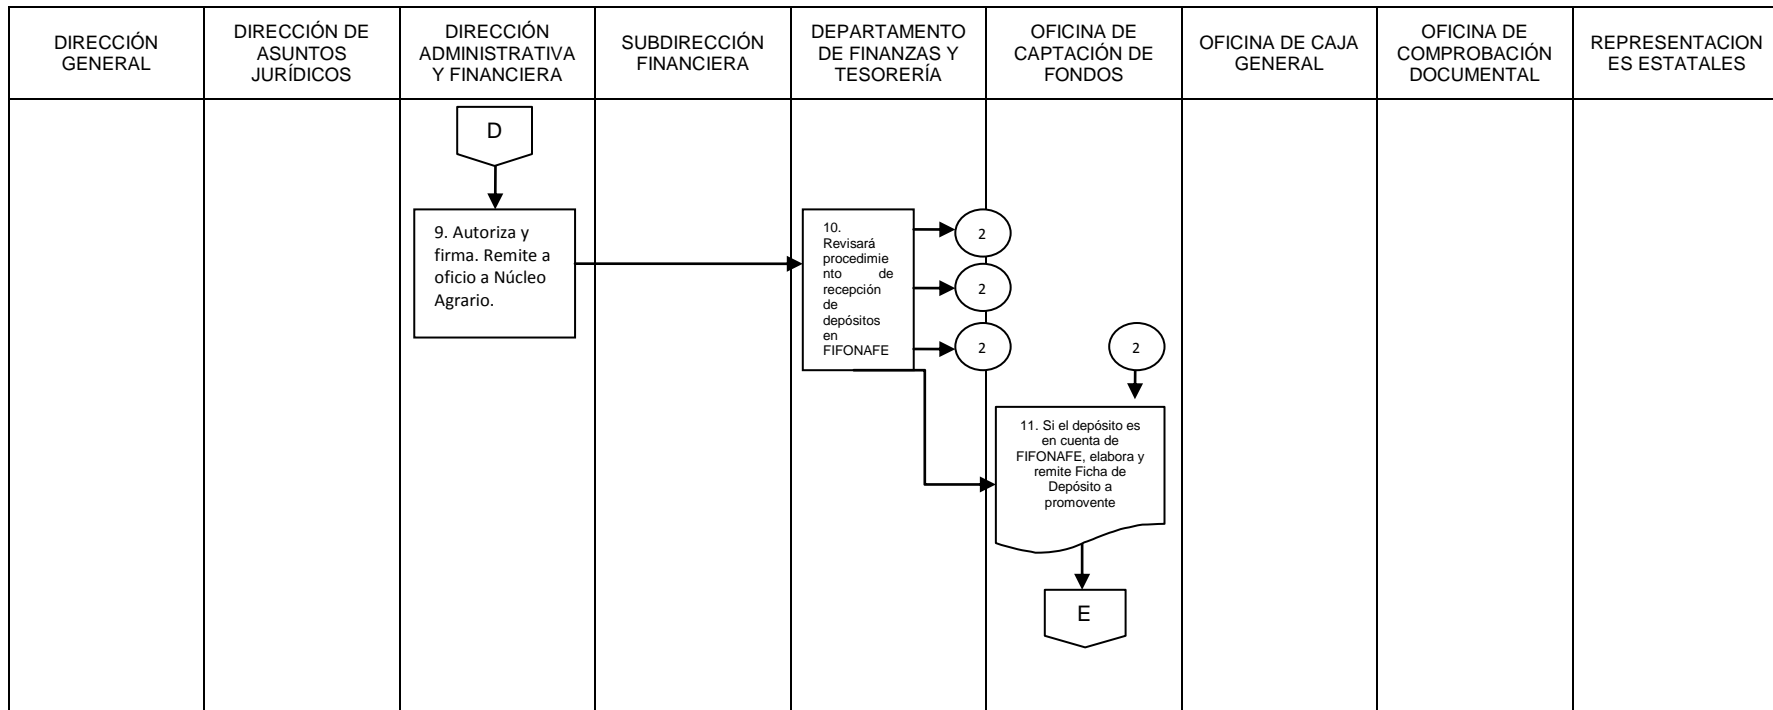 DIRECCIÓN
GENERAL
DIRECCIÓN DE
ASUNTOS
JURÍDICOS
DIRECCIÓN
ADMINISTRATIVA
Y FINANCIERA
SUBDIRECCIÓN
FINANCIERA
DEPARTAMENTO
DE FINANZAS Y
TESORERÍA
OFICINA DE
CAPTACIÓN DE
FONDOS
OFICINA DE CAJA
GENERAL
OFICINA DE
COMPROBACIÓN
DOCUMENTAL
REPRESENTACION
ES ESTATALES
D
9. Autoriza y
firma. Remite a
oficio a Núcleo
Agrario.
10.
Revisará
procedimie
nto de
recepción
de
depósitos
en
FIFONAFE
2
2
2
2
11. Si el depósito es
en cuenta de
FIFONAFE, elabora y
remite Ficha de
Depósito a
promovente
E